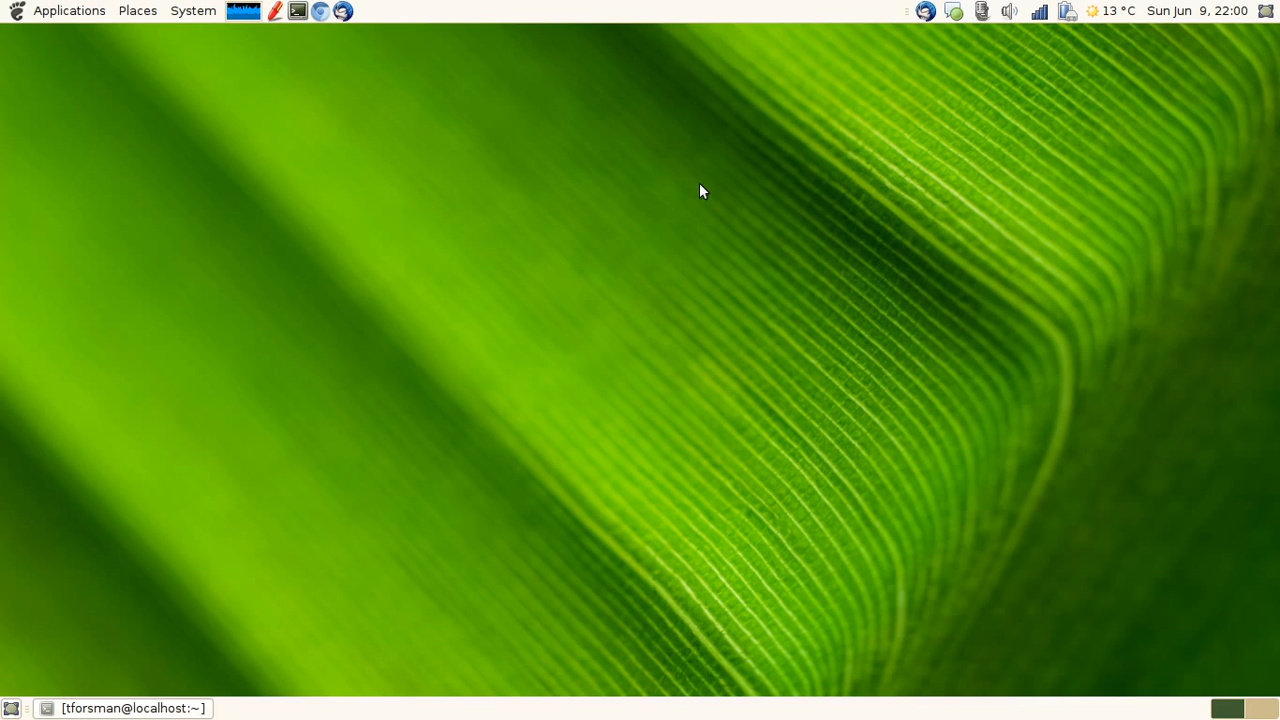 Applications Places System 13 °C Sun Jun 9, 22:00
[tforsman@localhost:~]